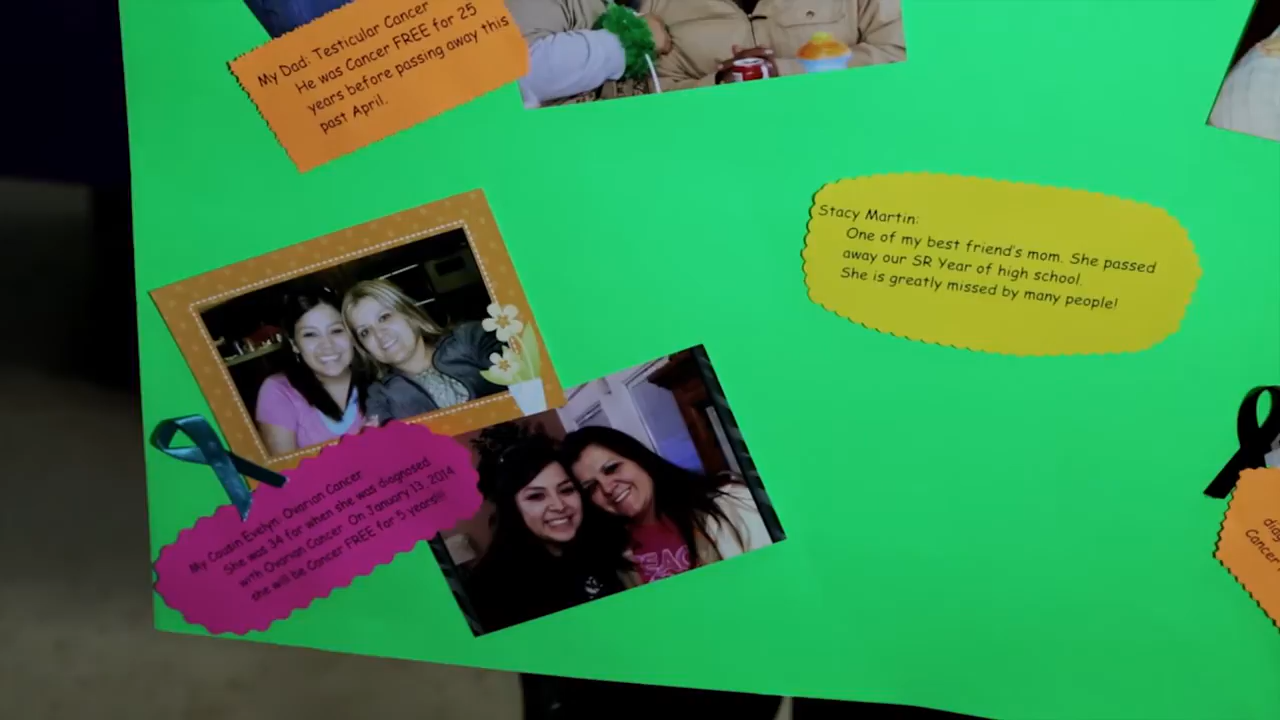 My Dad: Testicular Cancer
He was Cancer FREE for 25
years before passing away this
past April.
Stacy Martin:
One of my best friend's mom. She passed
away our SR Year of high school.
She is greatly missed by many people!
My Cousin Evelyn: Ovarian Cancer
She was 34 for when she was diagnosed
with Ovarian Cancer. On January 13, 2014
she will be Cancer FREE for 5 years!!!
diag
Cancer